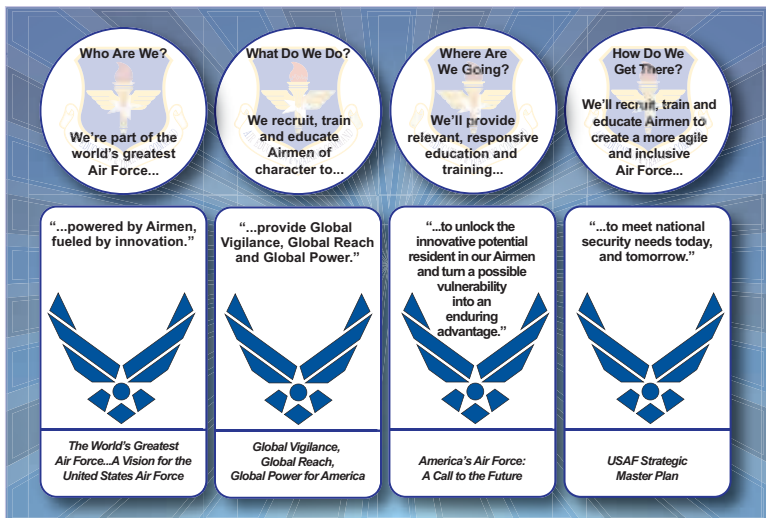 Who Are We?
We're part of the
world's greatest
Air Force...
What Do We Do?
We recruit, train
and educate
Airmen of
character to...
Where Are
We Going?
We'll provide
relevant, responsive
education and
training...
How Do We
Get There?
We'll recruit, train and
educate Airmen to
create a more agile
and inclusive
Air Force...
“...powered by Airmen,
fueled by innovation.”
“...provide Global
Vigilance, Global Reach
and Global Power.”
“...to unlock the
innovative potential
resident in our Airmen
and turn a possible
vulnerability
into an
enduring
advantage.”
“...to meet national
security needs today,
and tomorrow.”
The World's Greatest
Air Force...A Vision for the
United States Air Force
Global Vigilance,
Global Reach,
Global Power for America
America's Air Force:
A Call to the Future
USAF Strategic
Master Plan